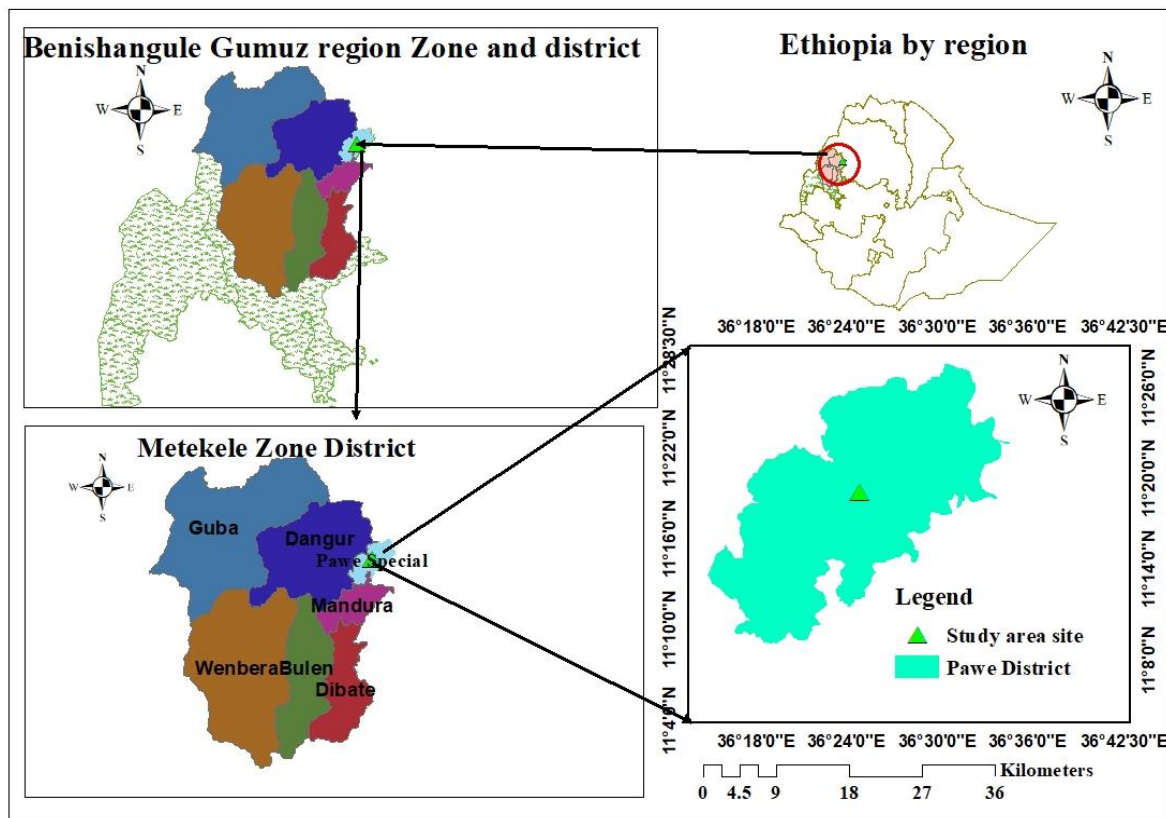 Benishangule Gumuz region Zone and district
N
W E
S
Ethiopia by region
N
W E
S
Metekele Zone District
N
W E
S
Guba
Dangur
Pawe Special
Mandura
Wenbera
Bulen
Dibate
36°18'0"E 36°24'0"E 36°30'0"E 36°36'0"E 36°42'30"E
11°28'30"N
11°22'0"N
11°16'0"N
11°10'0"N
11°4'0"N
N
W E
S
11°26'0"N
11°20'0"N
11°14'0"N
11°8'0"N
Legend
Study area site
Pawe District
36°18'0"E 36°24'0"E 36°30'0"E 36°36'0"E 36°42'30"E
Kilometers
0 4.5 9 18 27 36